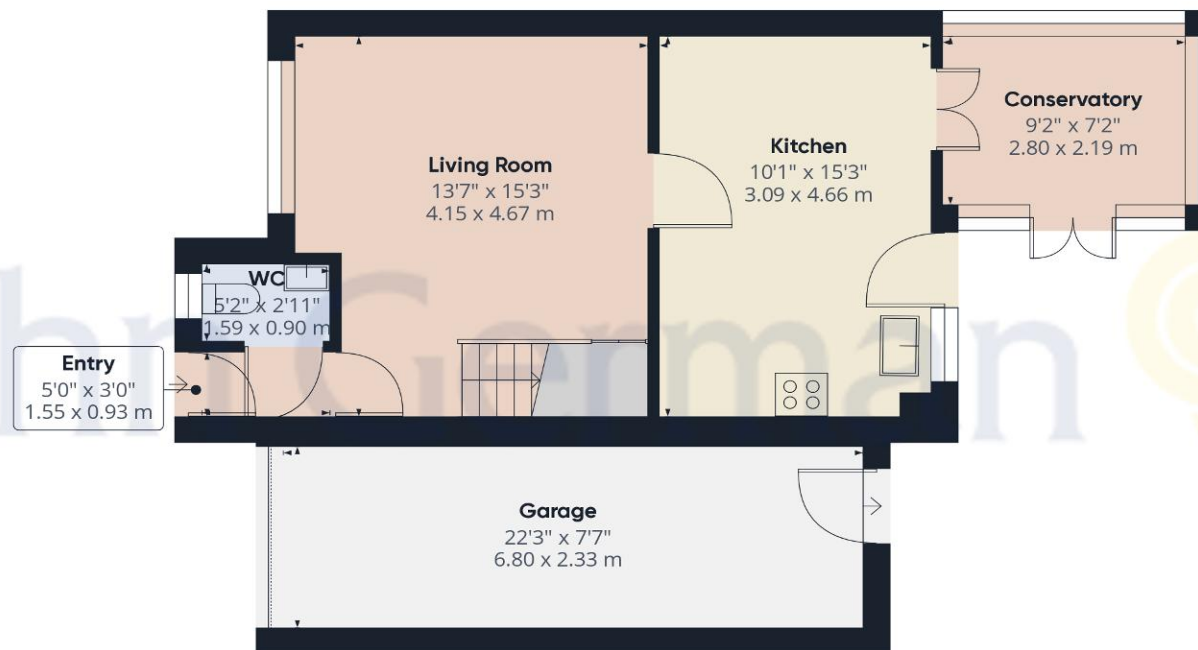 Living Room
13'7" x 15'3"
4.15 x 4.67 m
Kitchen
10'1" x 15'3"
3.09 x 4.66 m
Conservatory
9'2" x 7'2"
2.80 x 2.19 m
WC
5'2" x 2'11"
1.59 x 0.90 m
Entry
5'0" x 3'0"
1.55 x 0.93 m
Garage
22'3" x 7'7"
6.80 x 2.33 m
hn German